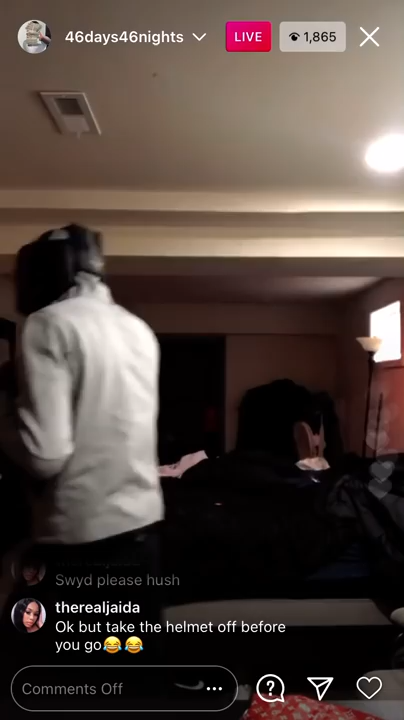 46days46nights
LIVE
1,865
Swyd please hush
therealjaida
Ok but take the helmet off before
you go😂😂
Comments Off